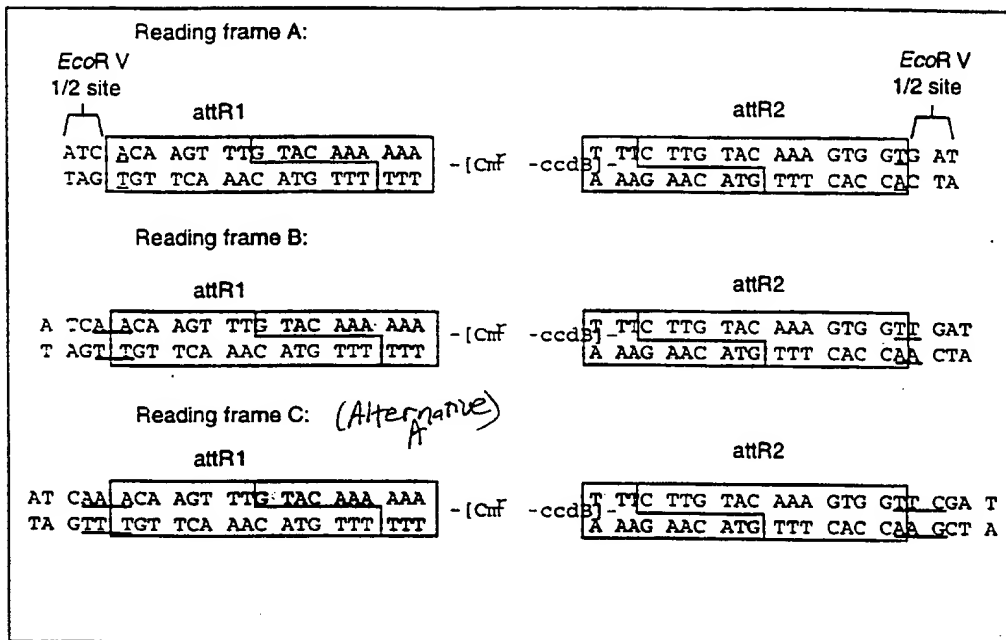 Reading frame A:
EcoR V
1/2 site
EcoR V
1/2 site
attR1
attR2
ATC ACA AGT TTG TACAAA AAA -[Cmr -ccdB]- T TTC TTG TAC AAA GTG GTG AT
TAG TGT TCA AAC ATG TTT TTT A AAG AAC ATG TTT CAC CAC TA
Reading frame B:
attR1
attR2
A TCA ACA AGT TTG TAC AAA AAA -[Cmr -ccdB]- T TTC TTG TAC AAA GTG GTT GAT
T AGT TGT TCA AAC ATG TTT TTT A AAG AAC ATG TTT CAC CAA CTA
Reading frame C: (Alternative A)
attR1
attR2
AT CAA ACA AGT TTG TAC AAA AAA -[Cmr -ccdB]- T TTC TTG TAC AAA GTG GTT CGA T
TA GTT TGT TCA AAC ATG TTT TTT A AAG AAC ATG TTT CAC CAA GCT A